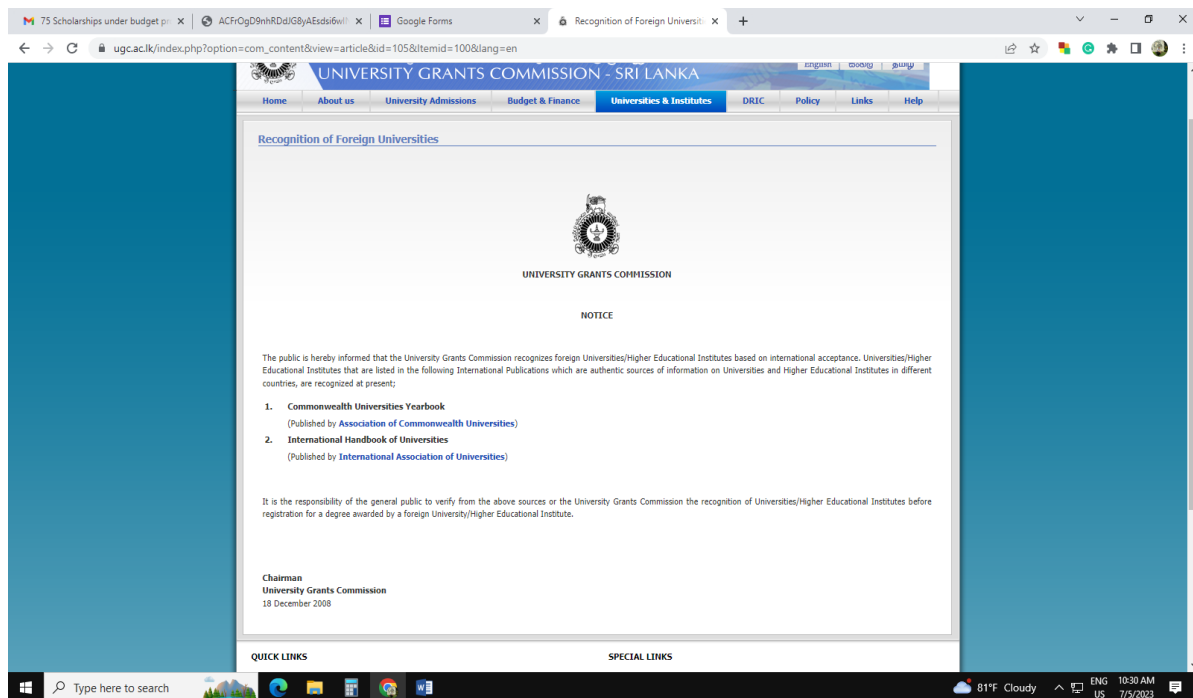 75 Scholarships under budget pr
ACFrOgD9nhRDdJG8yAEsdsi6wl
Google Forms
Recognition of Foreign Universiti
ugc.ac.lk/index.php?option=com_content&view=article&id=105&Itemid=100&lang=en
UNIVERSITY GRANTS COMMISSION - SRI LANKA
English සිංහල தமிழ்
Home About us University Admissions Budget & Finance Universities & Institutes DRIC Policy Links Help
Recognition of Foreign Universities
UNIVERSITY GRANTS COMMISSION
NOTICE
The public is hereby informed that the University Grants Commission recognizes foreign Universities/Higher Educational Institutes based on international acceptance. Universities/Higher
Educational Institutes that are listed in the following International Publications which are authentic sources of information on Universities and Higher Educational Institutes in different
countries, are recognized at present;
1. Commonwealth Universities Yearbook
(Published by Association of Commonwealth Universities)
2. International Handbook of Universities
(Published by International Association of Universities)
It is the responsibility of the general public to verify from the above sources or the University Grants Commission the recognition of Universities/Higher Educational Institutes before
registration for a degree awarded by a foreign University/Higher Educational Institute.
Chairman
University Grants Commission
18 December 2008
QUICK LINKS SPECIAL LINKS
Type here to search
81°F Cloudy
ENG
US
10:30 AM
7/5/2023